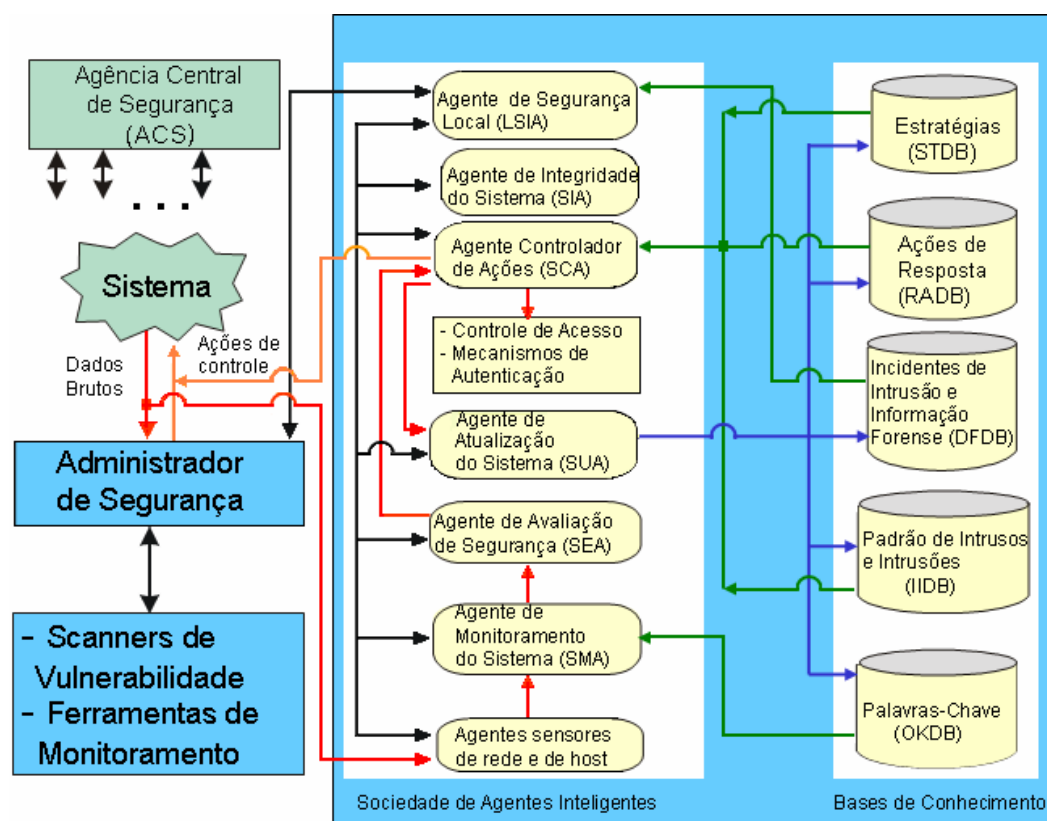 Agência Central
de Segurança
(ACS)
. . .
Sistema
Dados
Brutos
Ações de
controle
Administrador
de Segurança
- Scanners de
Vulnerabilidade
- Ferramentas de
Monitoramento
Agente de Segurança
Local (LSIA)
Agente de Integridade
do Sistema (SIA)
Agente Controlador
de Ações (SCA)
- Controle de Acesso
- Mecanismos de
Autenticação
Agente de
Atualização
do Sistema (SUA)
Agente de Avaliação
de Segurança (SEA)
Agente de
Monitoramento
do Sistema (SMA)
Agentes sensores
de rede e de host
Sociedade de Agentes Inteligentes
Estratégias
(STDB)
Ações de
Resposta
(RADB)
Incidentes de
Intrusão e
Informação
Forense (DFDB)
Padrão de Intrusos
e Intrusões
(IIDB)
Palavras-Chave
(OKDB)
Bases de Conhecimento